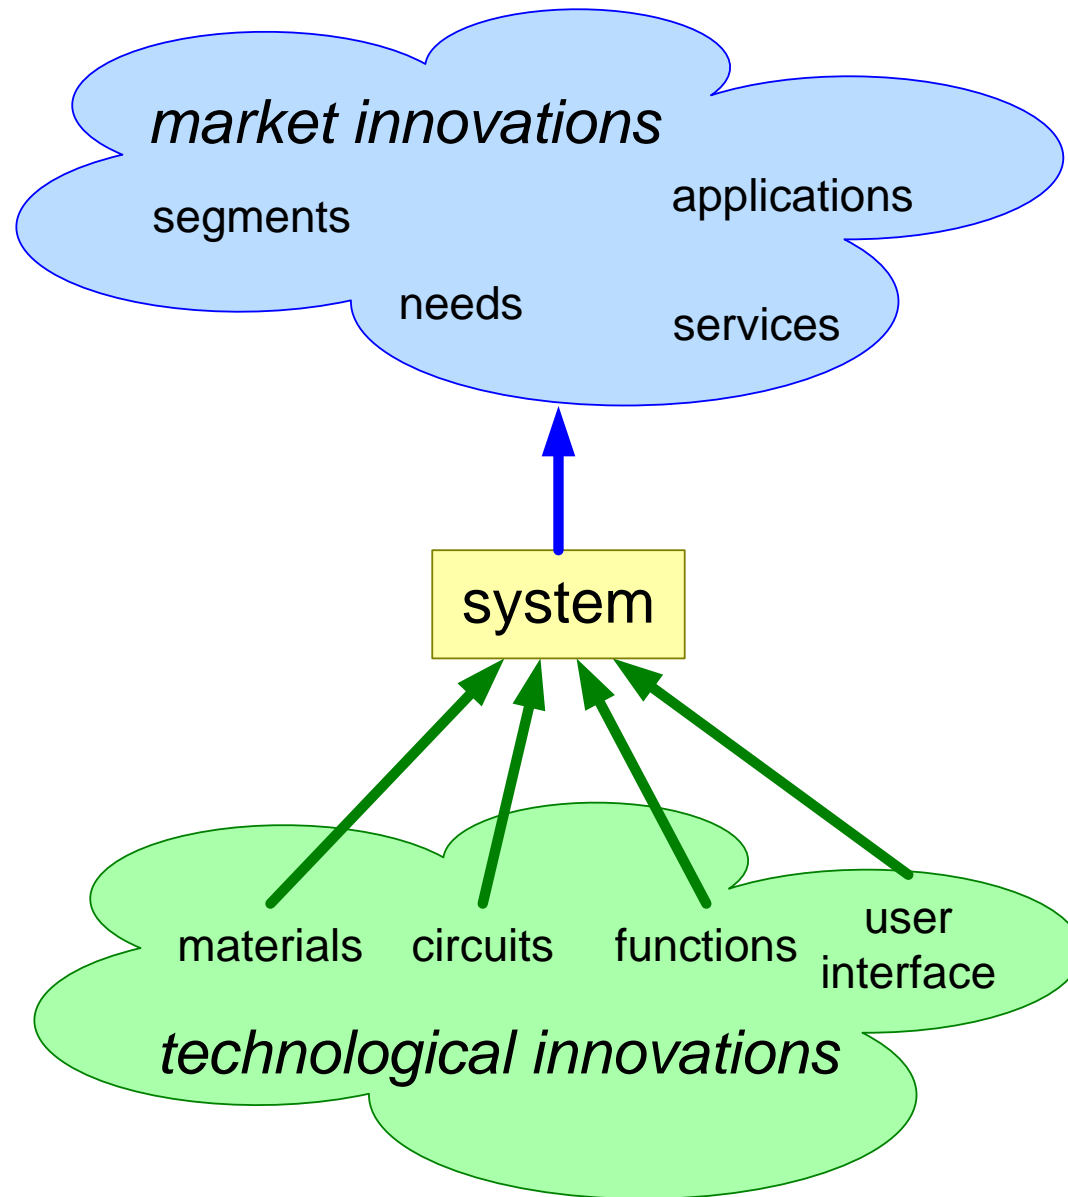 market innovations
segments
applications
needs
services
system
materials
circuits
functions
user
interface
technological innovations